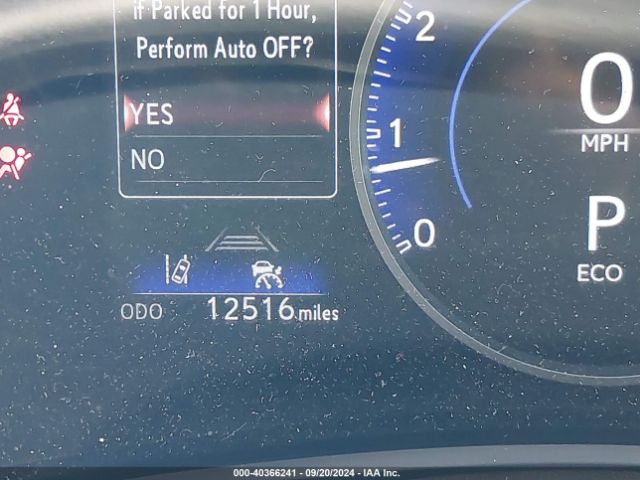 if Parked for 1 Hour,
Perform Auto OFF?
YES
NO
2
1
0
0
MPH
P
ECO
ODO 12516 miles
000-40366241 - 09/20/2024 - IAA Inc.